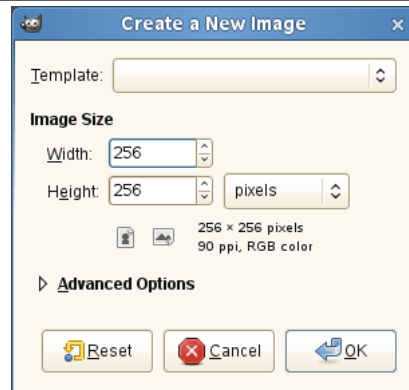 Create a New Image
Template:
Image Size
Width: 256
Height: 256 pixels
256 × 256 pixels
90 ppi, RGB color
Advanced Options
Reset Cancel OK